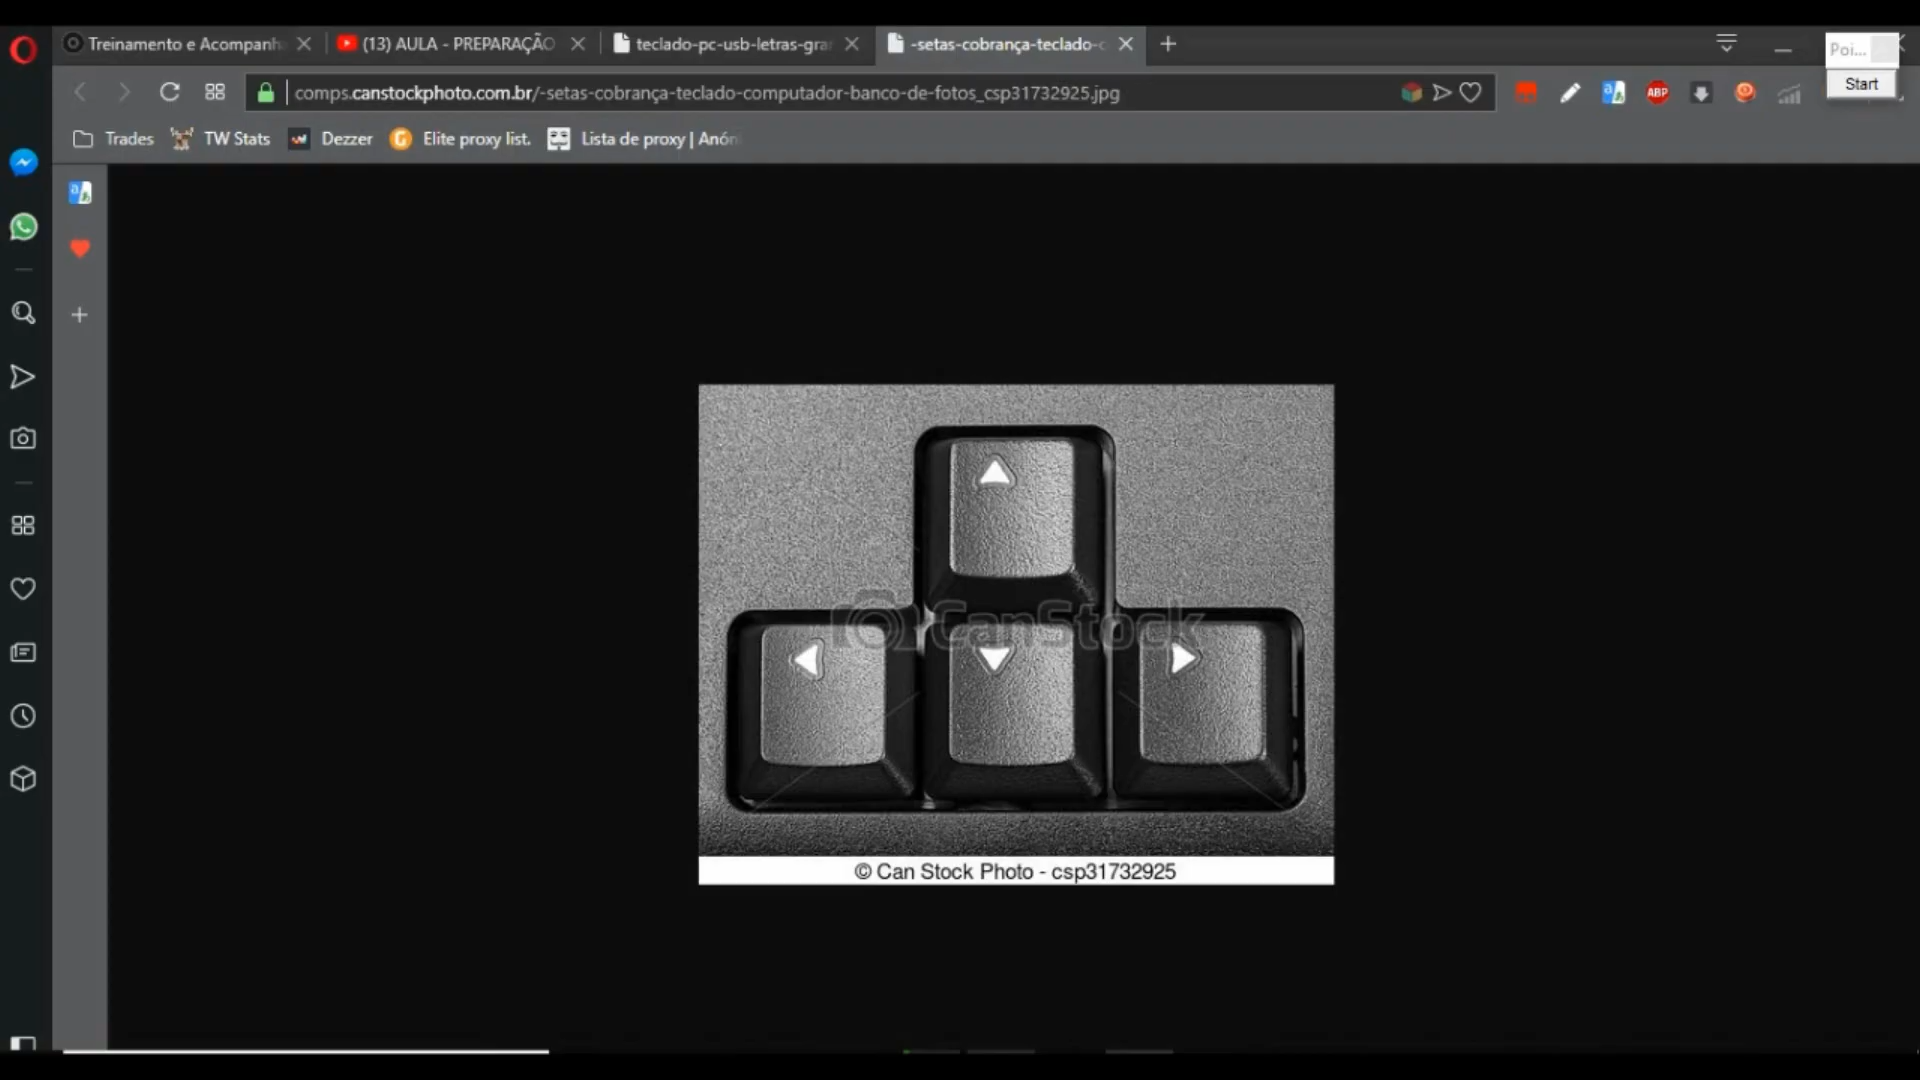 Treinamento e Acompanh
(13) AULA - PREPARAÇÃO
teclado-pc-usb-letras-gra
-setas-cobrança-teclado-c
Poi...
comps.canstockphoto.com.br/-setas-cobrança-teclado-computador-banco-de-fotos_csp31732925.jpg
ABP
Start
Trades
TW Stats
Dezzer
Elite proxy list.
Lista de proxy | Anón
CanStock
© Can Stock Photo - csp31732925